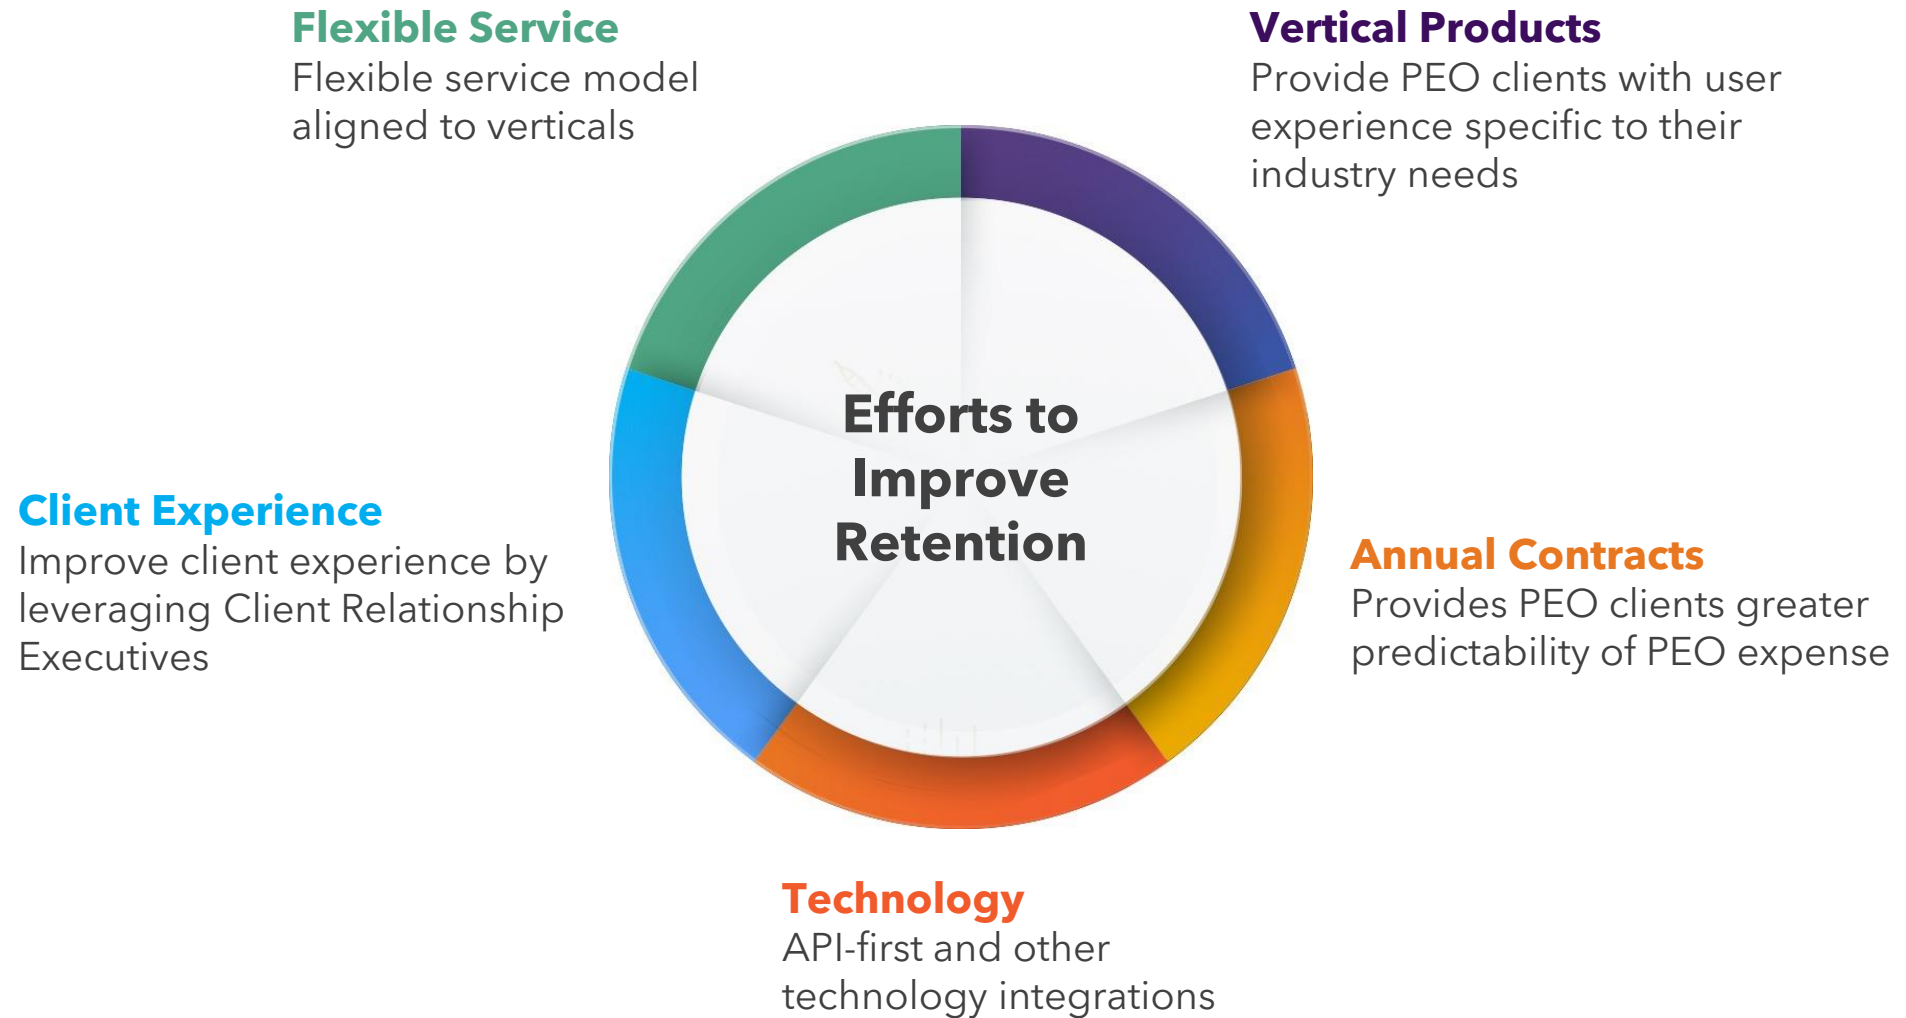 Flexible Service
Flexible service model
aligned to verticals
Vertical Products
Provide PEO clients with user
experience specific to their
industry needs
Efforts to
Improve
Retention
Annual Contracts
Provides PEO clients greater
predictability of PEO expense
Technology
API-first and other
technology integrations
Client Experience
Improve client experience by
leveraging Client Relationship
Executives